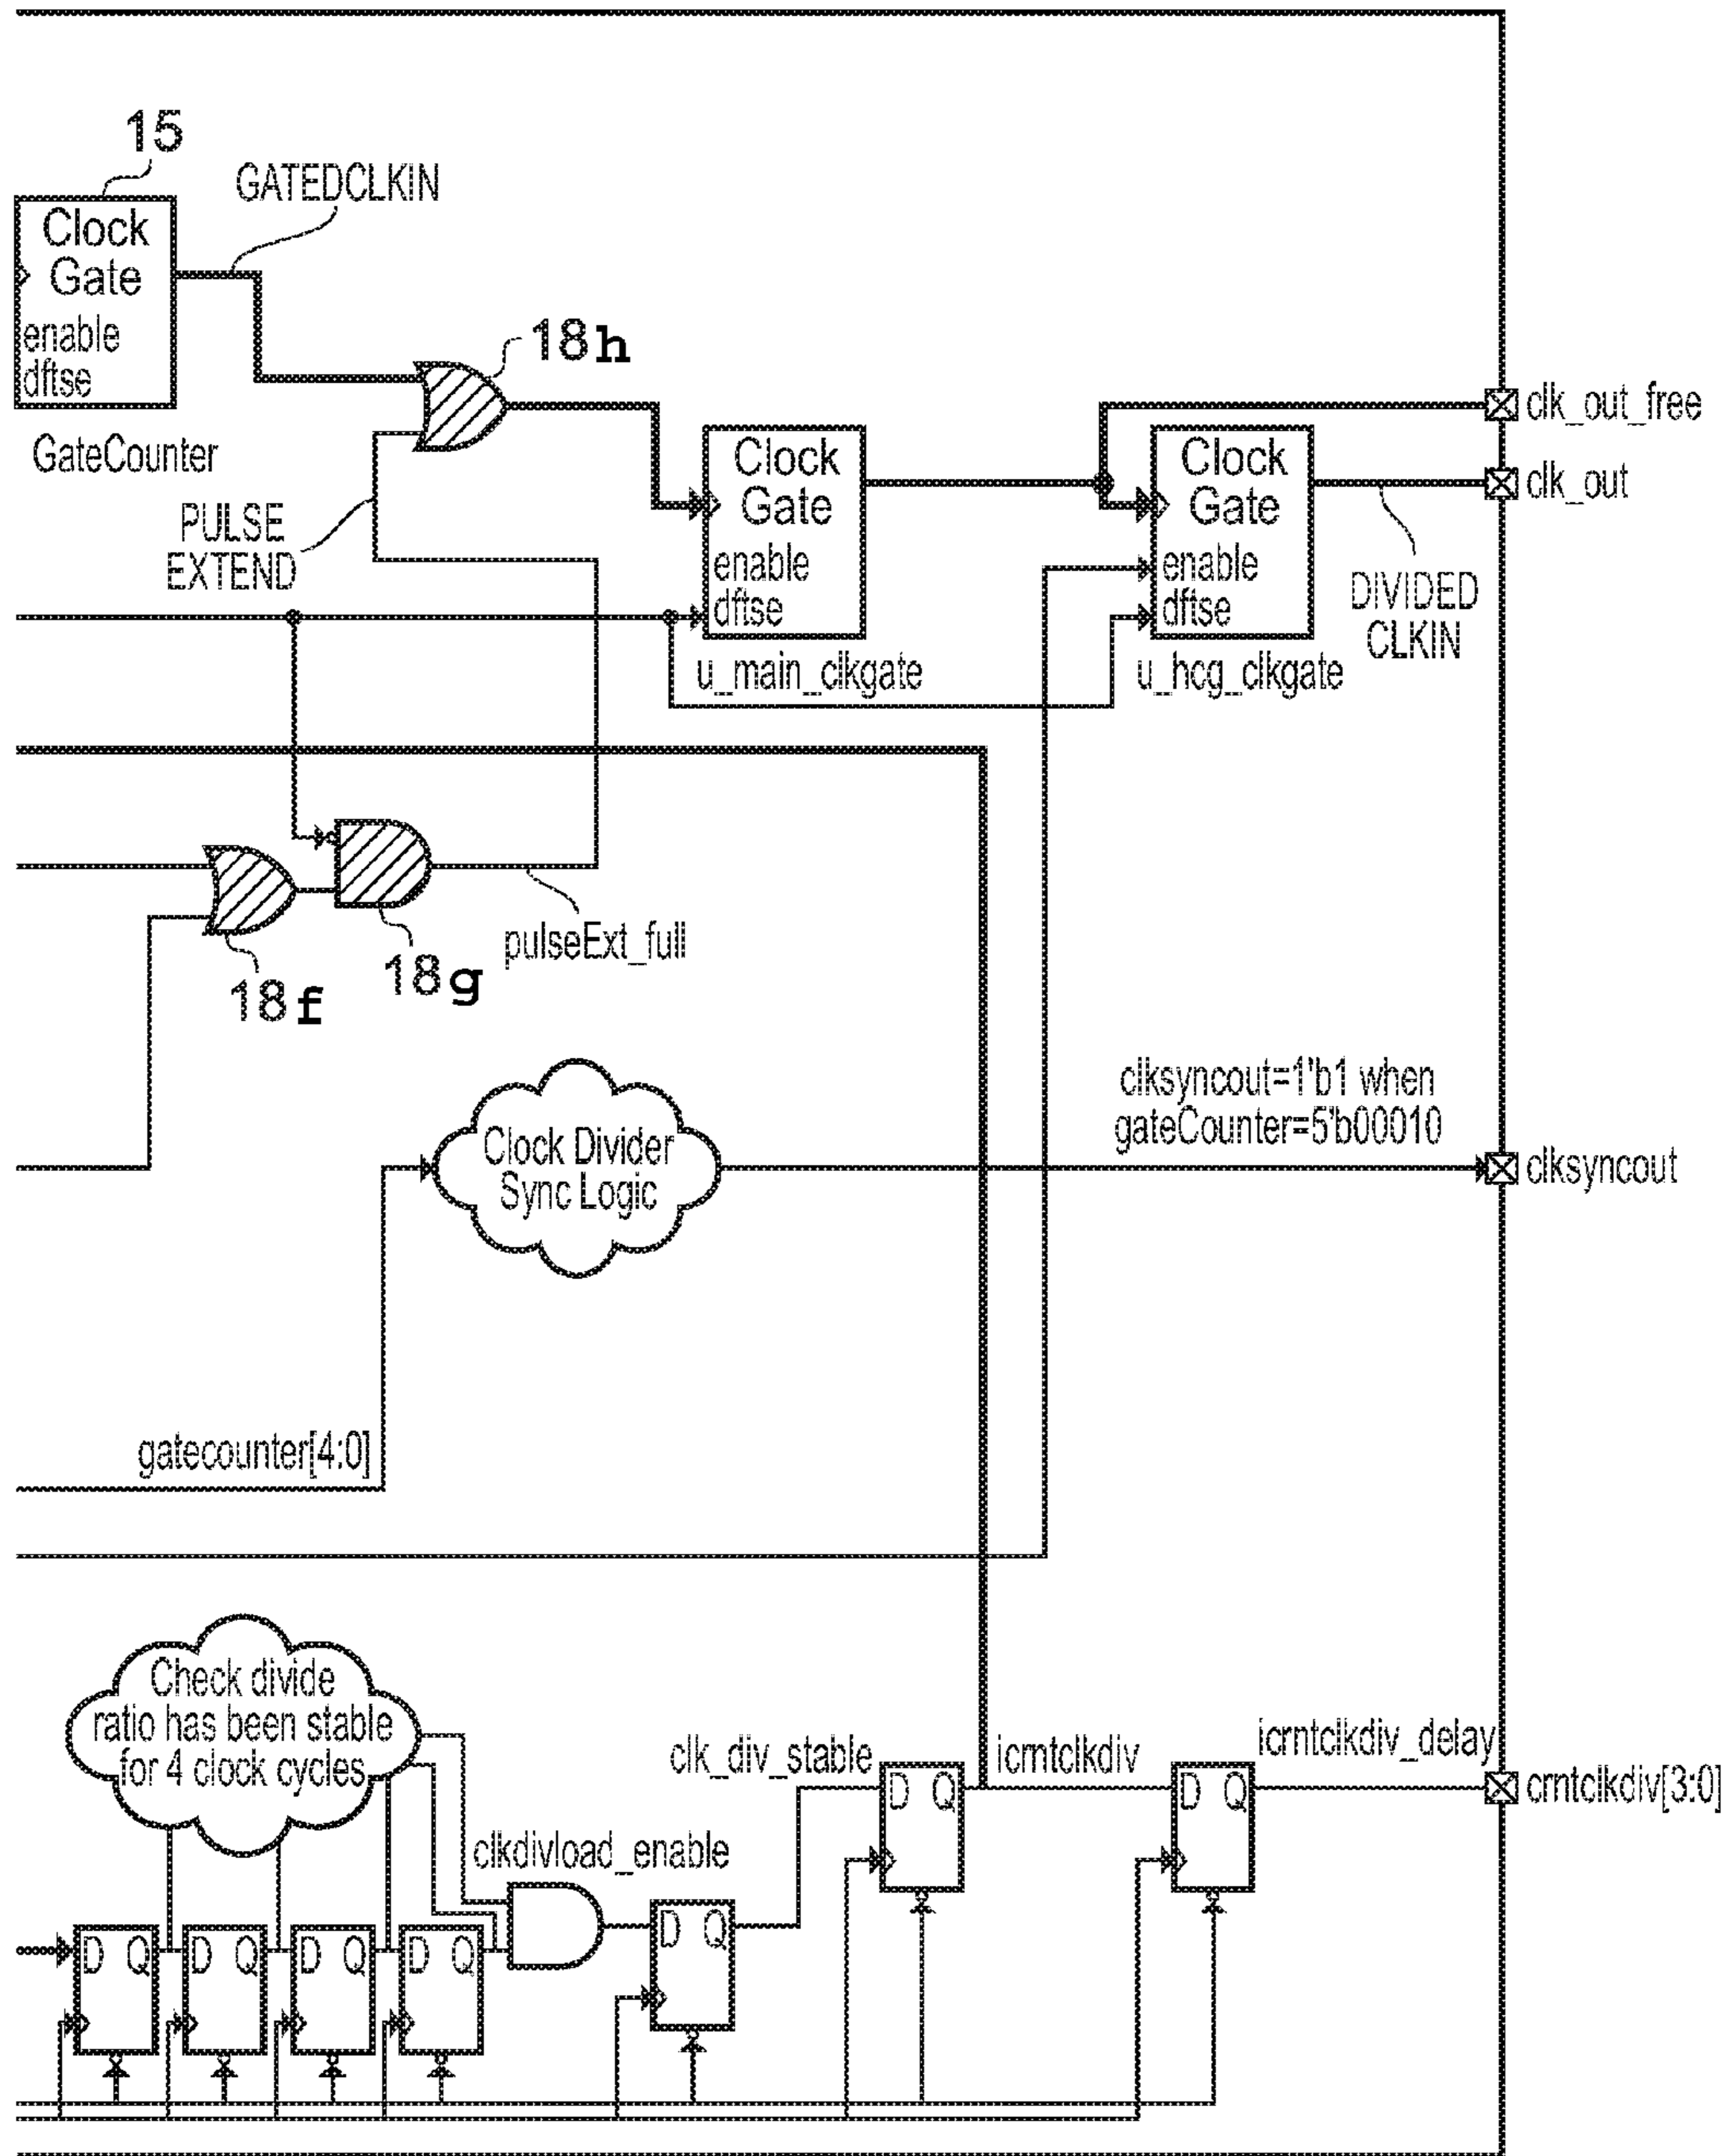 15
GATEDCLKIN
Clock
Gate
enable
dftse
GateCounter
18h
clk_out_free
clk_out
Clock
Gate
enable
dftse
u_main_clkgate
Clock
Gate
enable
dftse
u_hcg_clkgate
DIVIDED
CLKIN
PULSE
EXTEND
pulseExt_full
18g
18f
clksyncout=1'b1 when
gateCounter=5'b00010
Clock Divider
Sync Logic
clksyncout
gatecounter[4:0]
Check divide
ratio has been stable
for 4 clock cycles
clk_div_stable
icrntclkdiv
icrntclkdiv_delay
crntclkdiv[3:0]
clkdivload_enable
D Q
D Q
D Q
D Q
D Q
D Q
D Q